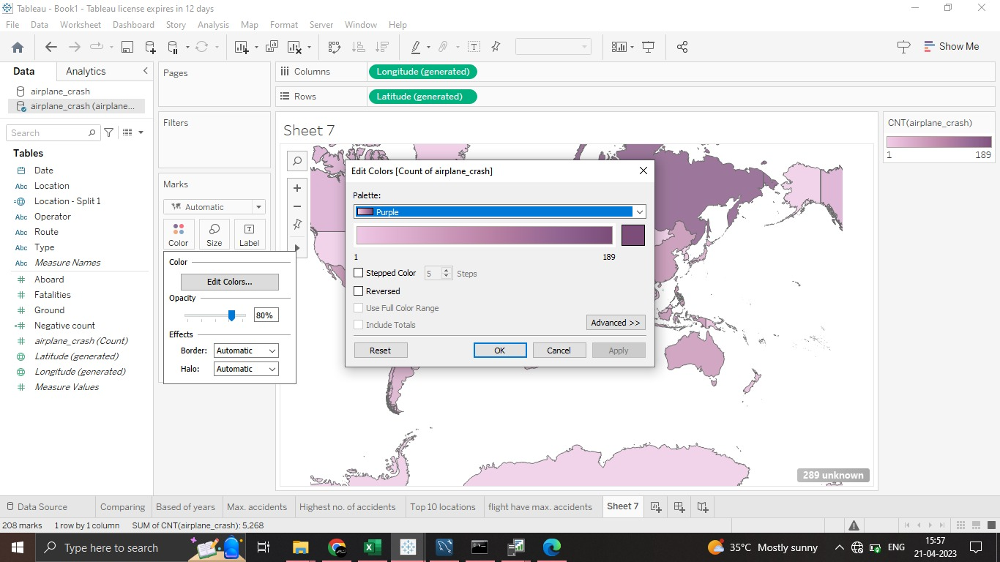 Tableau - Book1 - Tableau license expires in 12 days
File Data Worksheet Dashboard Story Analysis Map Format Server Window Help
Show Me
Data Analytics
airplane_crash
airplane_crash (airplane...
Search
Tables
Date
Abc Location
Location - Split 1
Abc Operator
Abc Route
Abc Type
Abc Measure Names
Aboard
Fatalities
Ground
Negative count
airplane_crash (Count)
Latitude (generated)
Longitude (generated)
Measure Values
Pages
Filters
Marks
Automatic
Color Size Label
Color
Edit Colors...
Opacity
80%
Effects
Border: Automatic
Halo: Automatic
Columns Longitude (generated)
Rows Latitude (generated)
Sheet 7
Edit Colors [Count of airplane_crash]
Palette:
Purple
1 189
Stepped Color 5 Steps
Reversed
Use Full Color Range
Include Totals
Advanced >>
Reset OK Cancel Apply
289 unknown
CNT(airplane_crash)
1 189
Data Source Comparing Based of years Max. accidents Highest no. of accidents Top 10 locations flight have max. accidents Sheet 7
208 marks 1 row by 1 column SUM of CNT(airplane_crash): 5,268
Type here to search
35°C Mostly sunny
ENG
15:57
21-04-2023